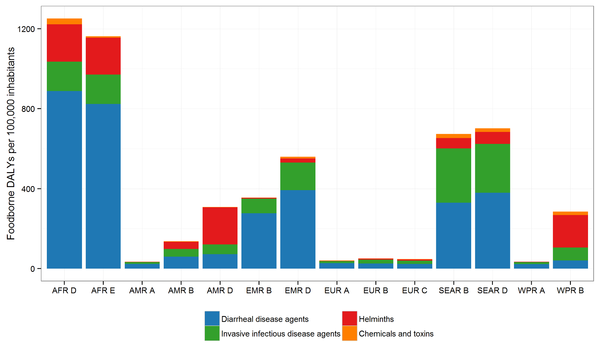 Foodborne DALYs per 100,000 inhabitants
1200
800
400
0
AFR D AFR E AMR A AMR B AMR D EMR B EMR D EUR A EUR B EUR C SEAR B SEAR D WPR A WPR B
Diarrheal disease agents Helminths
Invasive infectious disease agents Chemicals and toxins